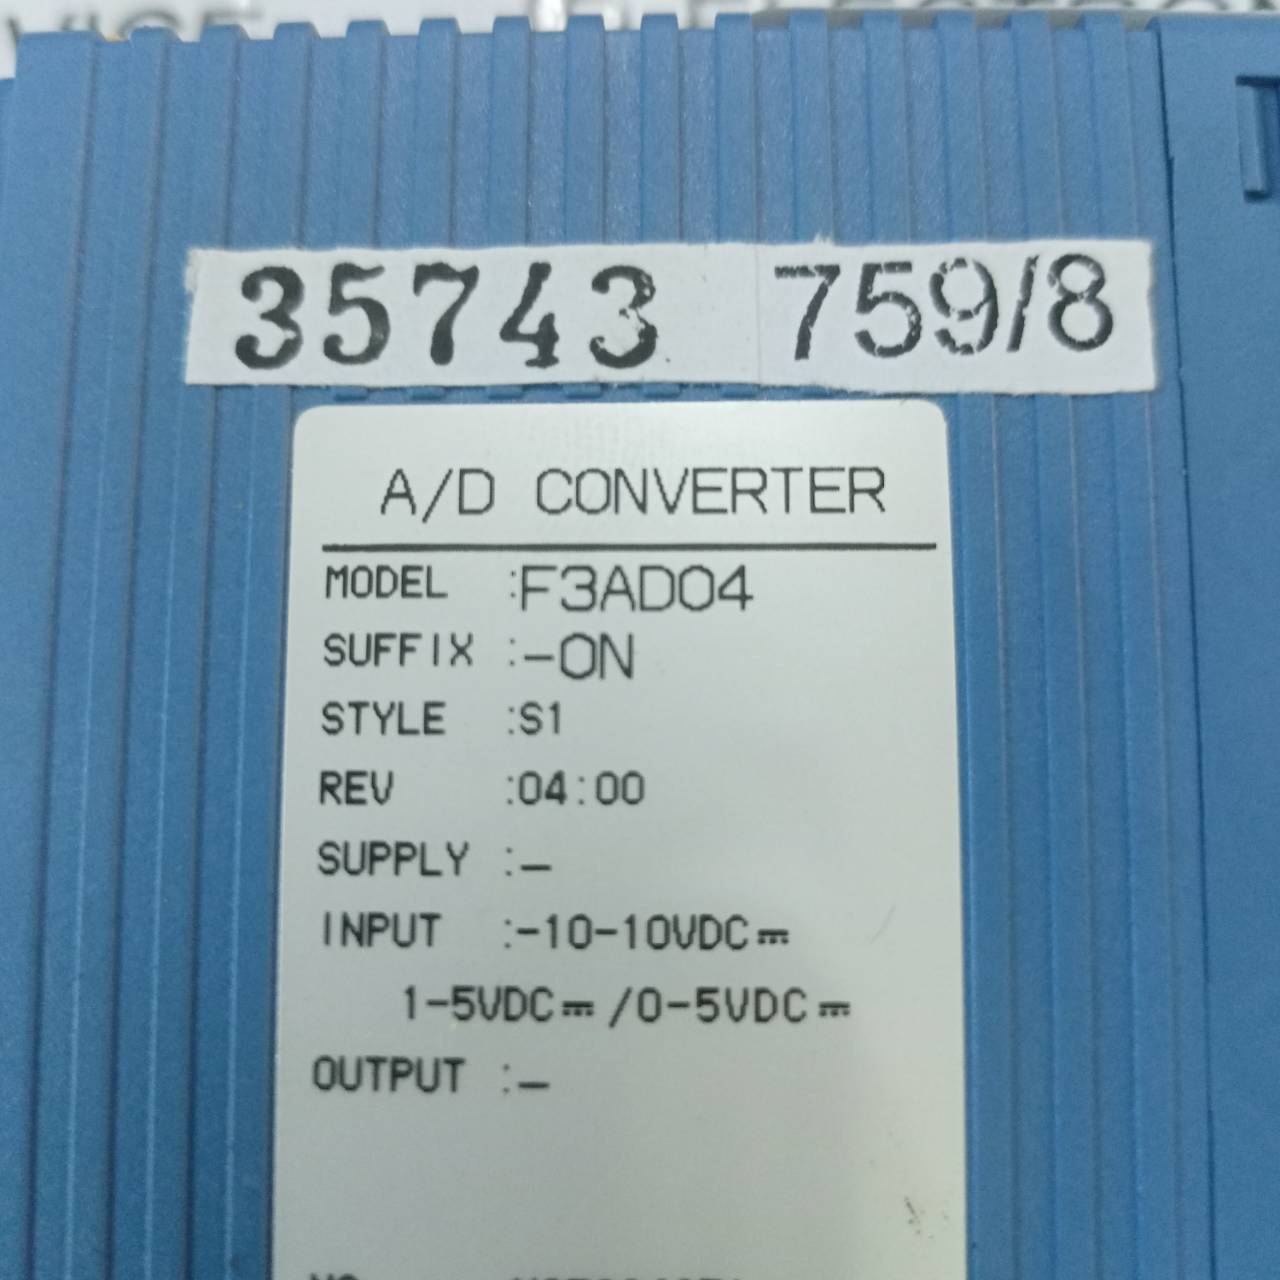 35743 759/8
A/D CONVERTER
MODEL :F3AD04
SUFFIX :-0N
STYLE :S1
REV :04:00
SUPPLY :-
INPUT :-10-10VDC⎓
1-5VDC⎓/0-5VDC⎓
OUTPUT :-